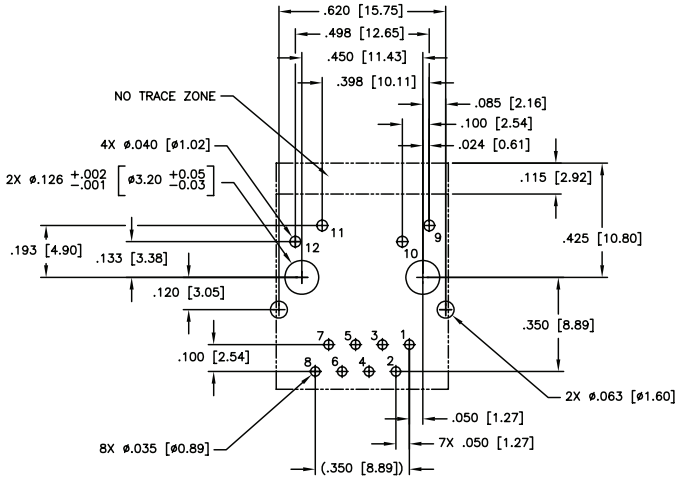 .620 [15.75]
.498 [12.65]
.450 [11.43]
.398 [10.11]
NO TRACE ZONE
.085 [2.16]
.100 [2.54]
.024 [0.61]
4X ø.040 [ø1.02]
2X ø.126 +.002 -.001 [ø3.20 +0.05 -0.03]
.115 [2.92]
11
9
12
10
.193 [4.90]
.133 [3.38]
.425 [10.80]
.120 [3.05]
.350 [8.89]
7 5 3 1
.100 [2.54]
8 6 4 2
2X ø.063 [ø1.60]
.050 [1.27]
8X ø.035 [ø0.89]
7X .050 [1.27]
(.350 [8.89])